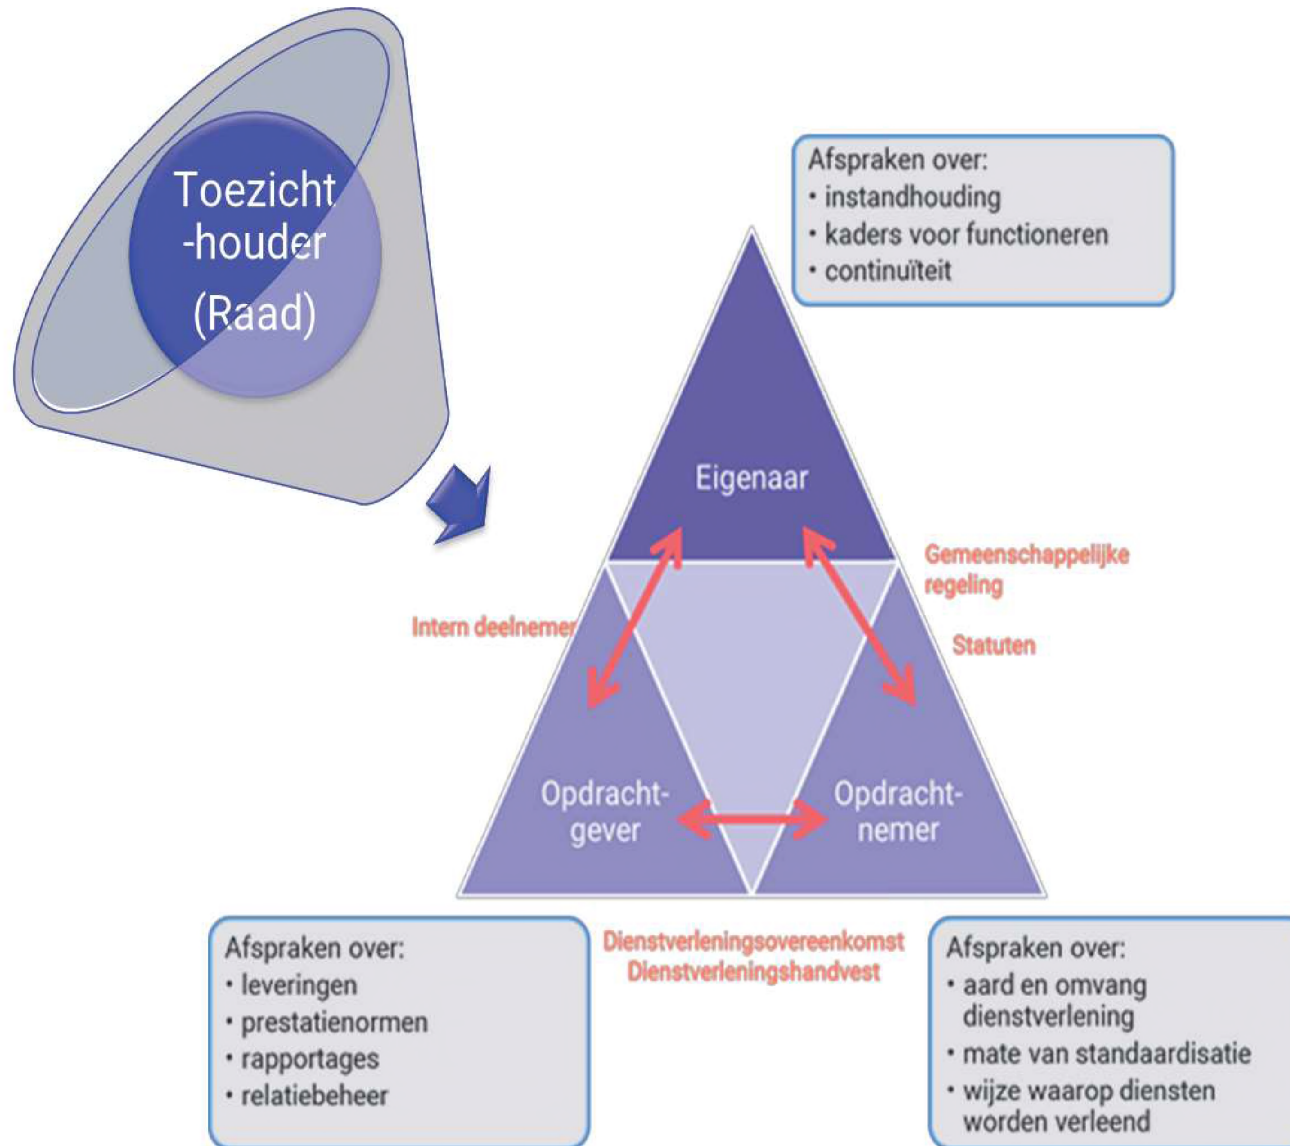 Toezicht
-houder
(Raad)
Afspraken over:
• instandhouding
• kaders voor functioneren
• continuïteit
Eigenaar
Gemeenschappelijke
regeling
Intern deelnemer
Statuten
Opdracht-
gever
Opdracht-
nemer
Dienstverleningsovereenkomst
Dienstverleningshandvest
Afspraken over:
• leveringen
• prestatienormen
• rapportages
• relatiebeheer
Afspraken over:
• aard en omvang
dienstverlening
• mate van standaardisatie
• wijze waarop diensten
worden verleend